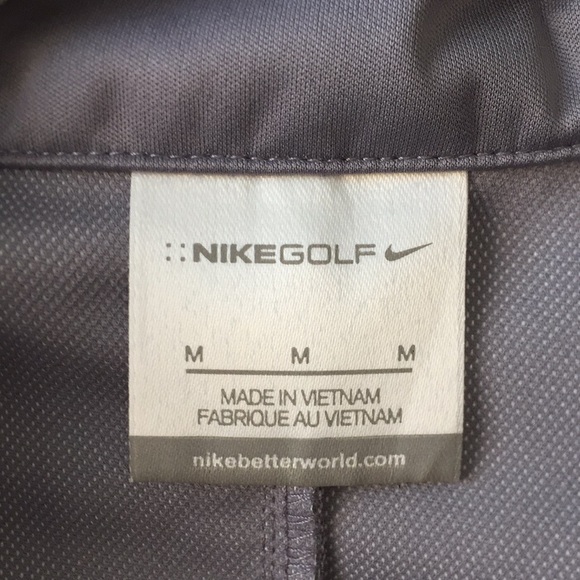 ::NIKEGOLF
M M M
MADE IN VIETNAM
FABRIQUE AU VIETNAM
nikebetterworld.com